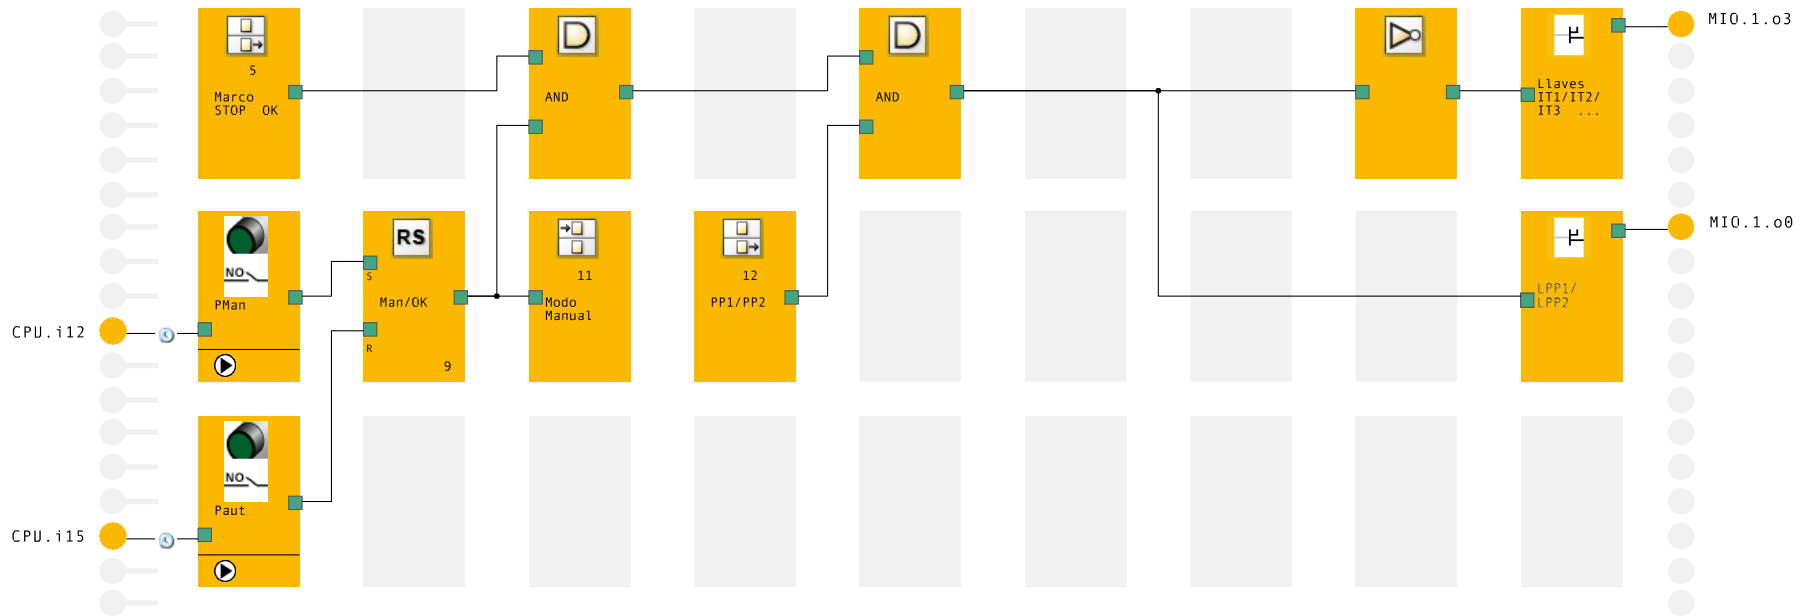 MIO.1.o3
5
Marco
STOP OK
AND
AND
Llaves
IT1/IT2/
IT3 ...
NO
PMan
CPU.i12
RS
S
Man/OK
R
9
11
Modo
Manual
12
PP1/PP2
LPP1/
LPP2
MIO.1.o0
NO
Paut
CPU.i15